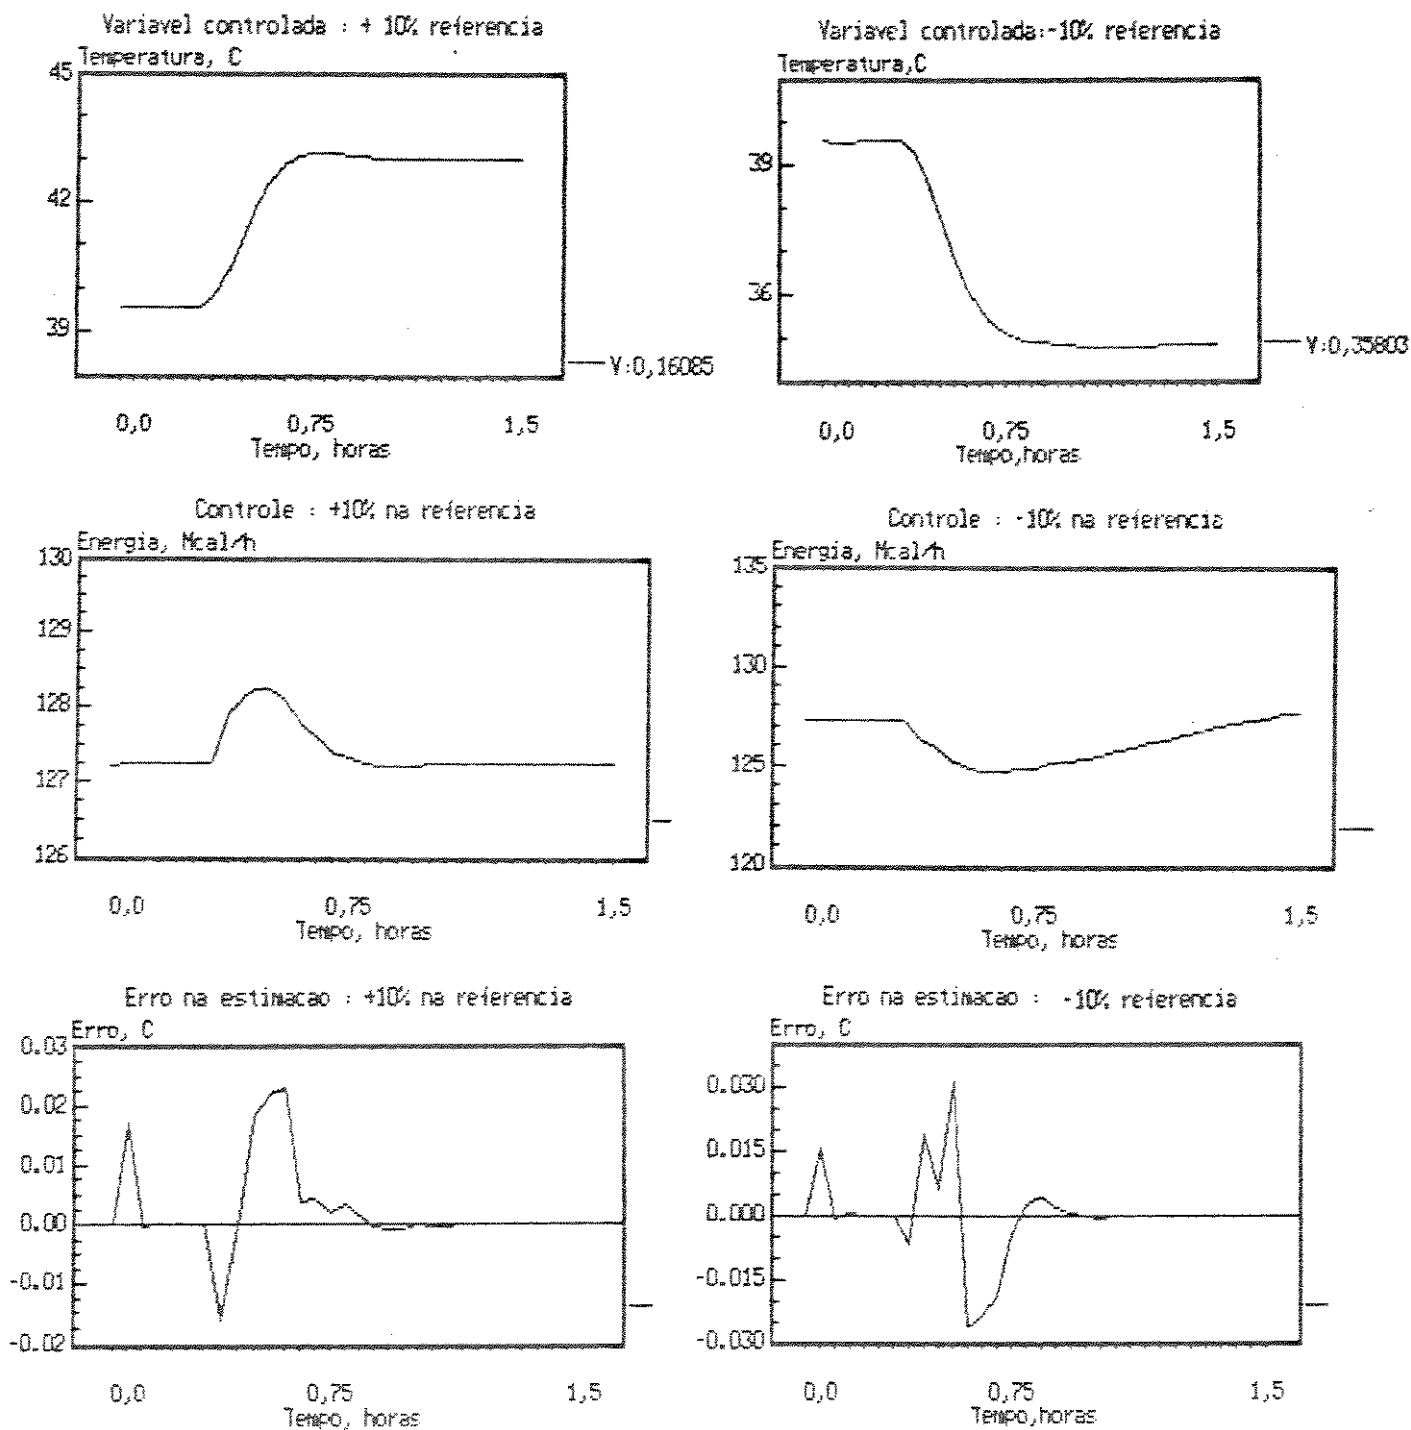 Variavel controlada : + 10% referencia
Temperatura, C
45
42
39
V:0,16085
0,0 0,75 1,5
Tempo, horas
Variavel controlada:-10% referencia
Temperatura,C
39
36
V:0,35803
0,0 0,75 1,5
Tempo,horas
Controle : +10% na referencia
Energia, Mcal/h
130
129
128
127
126
0,0 0,75 1,5
Tempo, horas
Controle : -10% na referencia
Energia, Mcal/h
135
130
125
120
0,0 0,75 1,5
Tempo, horas
Erro na estimacao : +10% na referencia
Erro, C
0.03
0.02
0.01
0.00
-0.01
-0.02
0,0 0,75 1,5
Tempo, horas
Erro na estimacao : -10% referencia
Erro, C
0.030
0.015
0.000
-0.015
-0.030
0,0 0,75 1,5
Tempo,horas